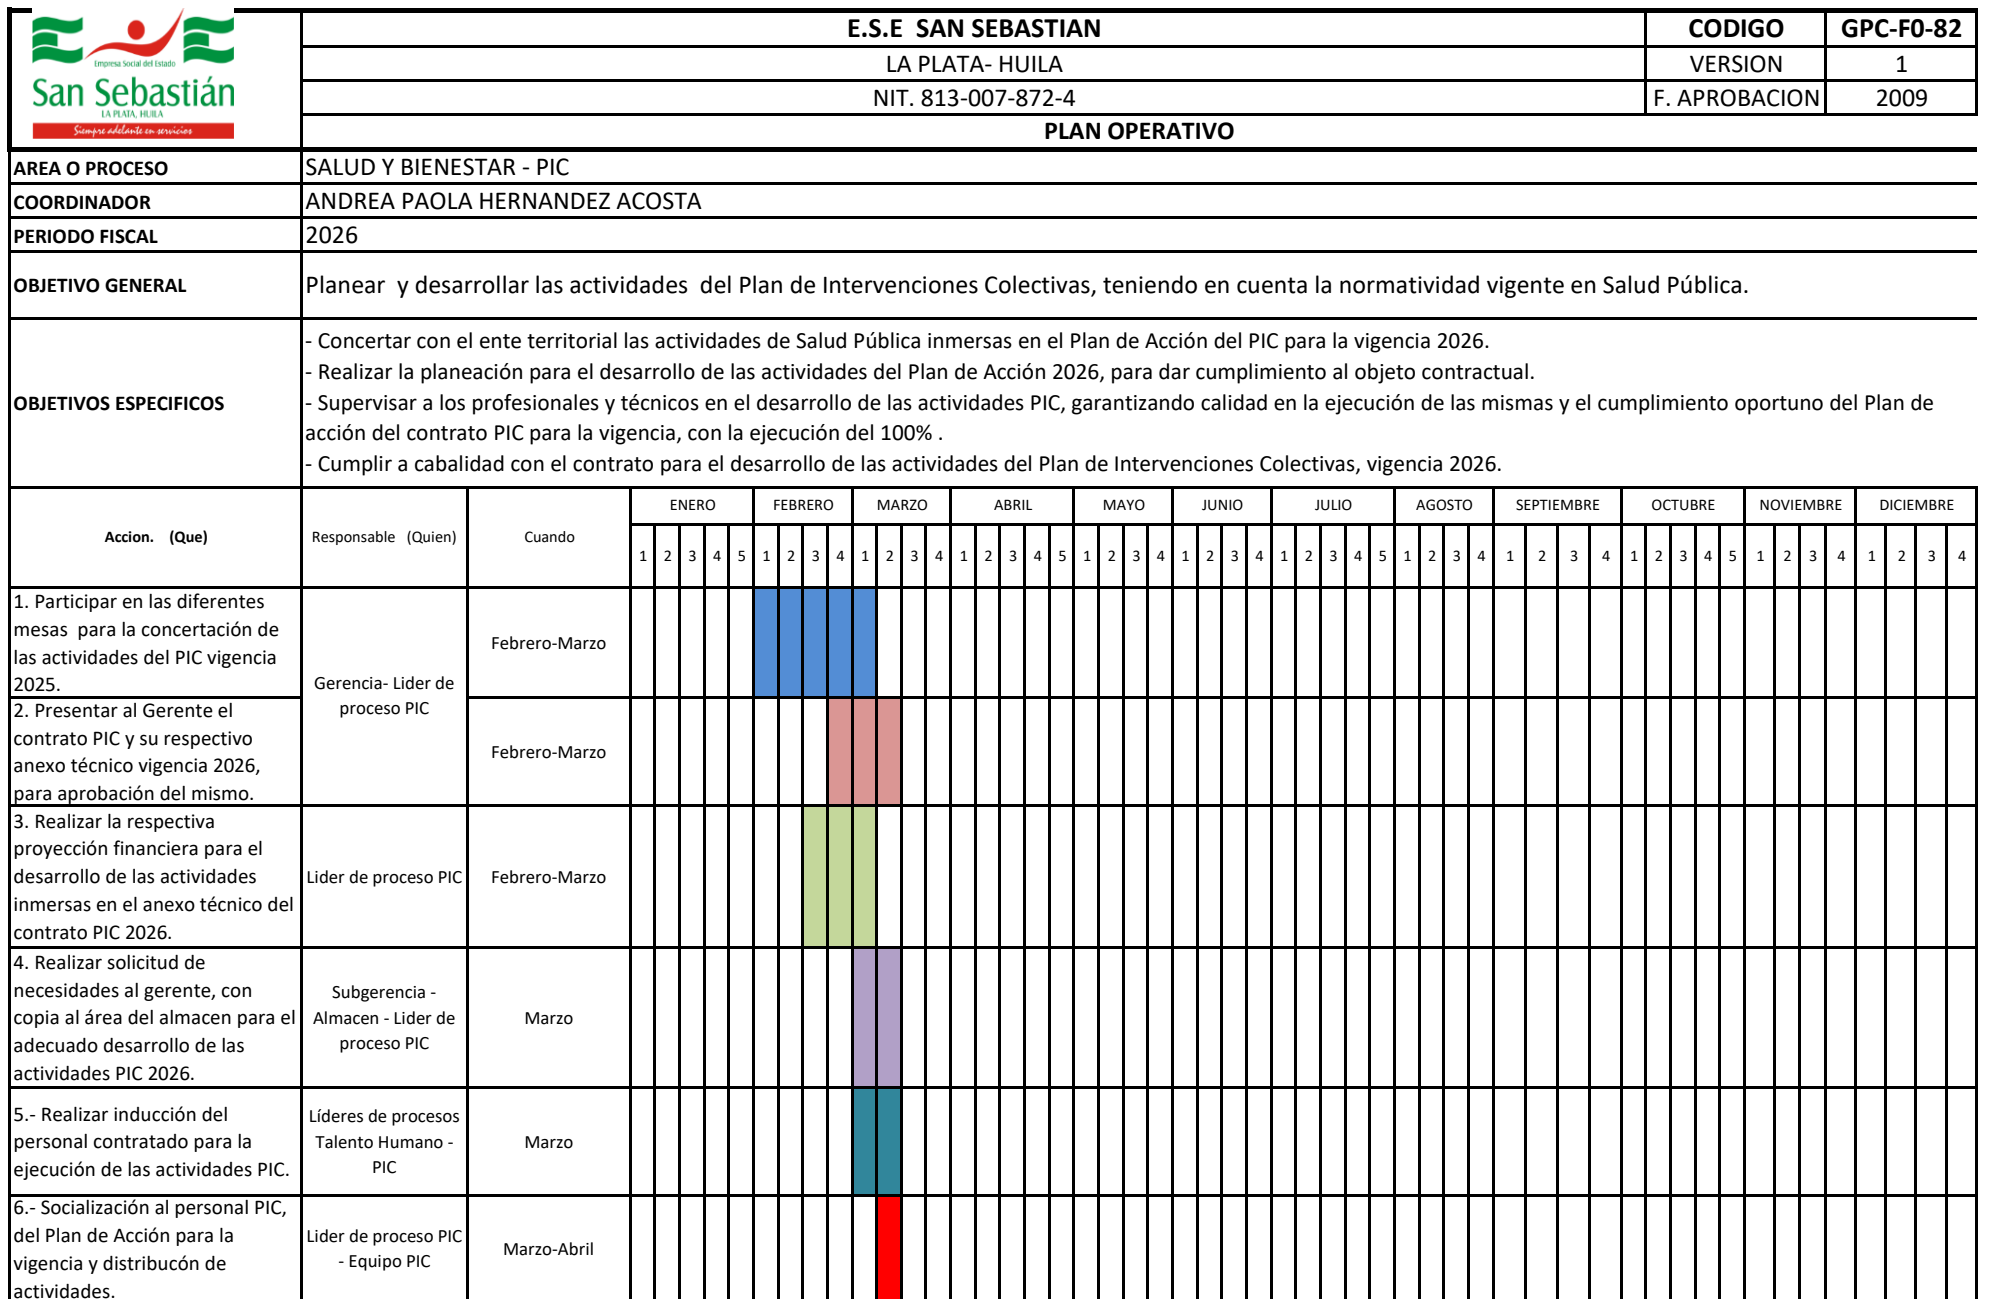 Empresa Social del Estado
San Sebastián
LA PLATA, HUILA
Siempre adelante en servicios
E.S.E  SAN SEBASTIAN
CODIGO
GPC-F0-82
LA PLATA- HUILA
VERSION
1
NIT. 813-007-872-4
F. APROBACION
2009
PLAN OPERATIVO
AREA O PROCESO
SALUD Y BIENESTAR - PIC
COORDINADOR
ANDREA PAOLA HERNANDEZ ACOSTA
PERIODO FISCAL
2026
OBJETIVO GENERAL
Planear  y desarrollar las actividades  del Plan de Intervenciones Colectivas, teniendo en cuenta la normatividad vigente en Salud Pública.
OBJETIVOS ESPECIFICOS
- Concertar con el ente territorial las actividades de Salud Pública inmersas en el Plan de Acción del PIC para la vigencia 2026.
- Realizar la planeación para el desarrollo de las actividades del Plan de Acción 2026, para dar cumplimiento al objeto contractual.
- Supervisar a los profesionales y técnicos en el desarrollo de las actividades PIC, garantizando calidad en la ejecución de las mismas y el cumplimiento oportuno del Plan de
acción del contrato PIC para la vigencia, con la ejecución del 100% .
- Cumplir a cabalidad con el contrato para el desarrollo de las actividades del Plan de Intervenciones Colectivas, vigencia 2026.
Accion.   (Que)
Responsable   (Quien)
Cuando
ENERO FEBRERO MARZO ABRIL MAYO JUNIO JULIO AGOSTO SEPTIEMBRE OCTUBRE NOVIEMBRE DICIEMBRE
1 2 3 4 5 1 2 3 4 1 2 3 4 1 2 3 4 5 1 2 3 4 1 2 3 4 1 2 3 4 5 1 2 3 4 1 2 3 4 1 2 3 4 5 1 2 3 4 1 2 3 4
1. Participar en las diferentes
mesas  para la concertación de
las actividades del PIC vigencia
2025.
Gerencia- Lider de
proceso PIC
Febrero-Marzo
2. Presentar al Gerente el
contrato PIC y su respectivo
anexo técnico vigencia 2026,
para aprobación del mismo.
Febrero-Marzo
3. Realizar la respectiva
proyección financiera para el
desarrollo de las actividades
inmersas en el anexo técnico del
contrato PIC 2026.
Lider de proceso PIC
Febrero-Marzo
4. Realizar solicitud de
necesidades al gerente, con
copia al área del almacen para el
adecuado desarrollo de las
actividades PIC 2026.
Subgerencia -
Almacen - Lider de
proceso PIC
Marzo
5.- Realizar inducción del
personal contratado para la
ejecución de las actividades PIC.
Líderes de procesos
Talento Humano -
PIC
Marzo
6.- Socialización al personal PIC,
del Plan de Acción para la
vigencia y distribucón de
actividades.
Lider de proceso PIC
- Equipo PIC
Marzo-Abril